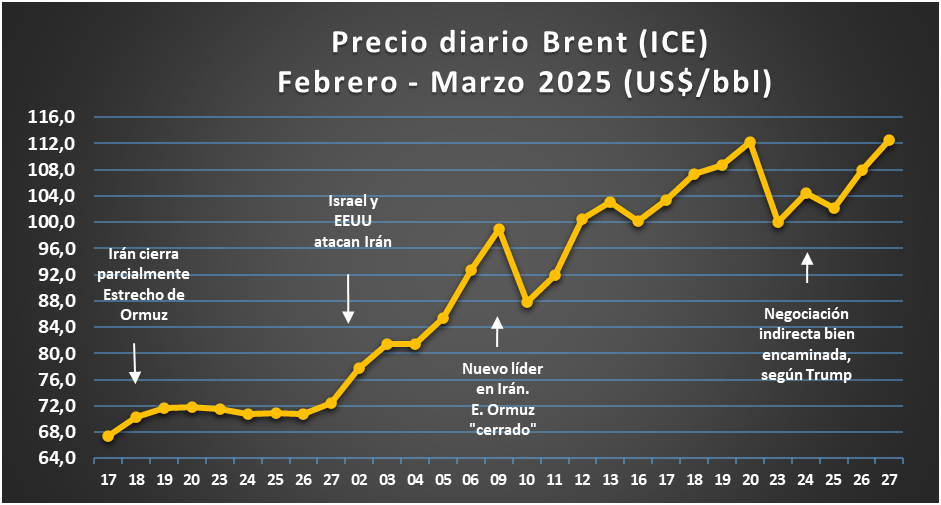 Precio diario Brent (ICE)
Febrero - Marzo 2025 (US$/bbl)
116,0
112,0
108,0
104,0
100,0
96,0
92,0
88,0
84,0
80,0
76,0
72,0
68,0
64,0
Irán cierra
parcialmente
Estrecho de
Ormuz
Israel y
EEUU
atacan Irán
Nuevo líder
en Irán.
E. Ormuz
"cerrado"
Negociación
indirecta bien
encaminada,
según Trump
17 18 19 20 23 24 25 26 27 02 03 04 05 06 09 10 11 12 13 16 17 18 19 20 23 24 25 26 27